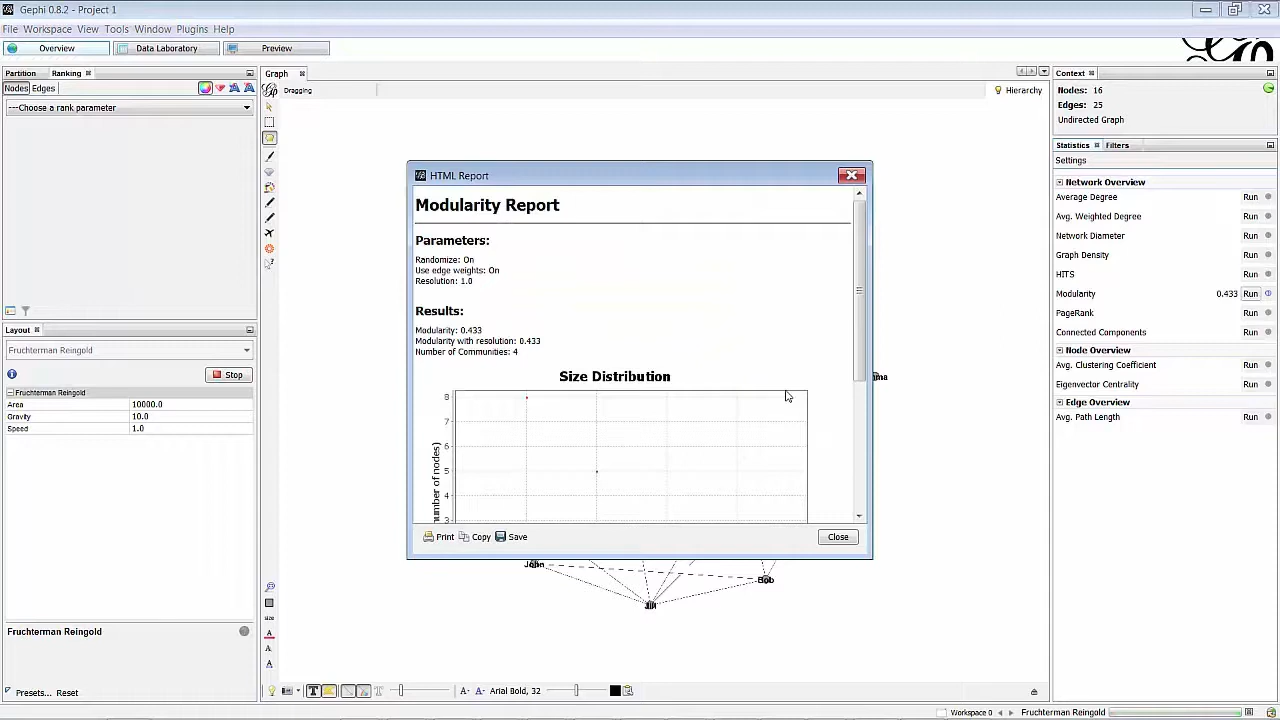 Gephi 0.8.2 - Project 1
File Workspace View Tools Window Plugins Help
Overview Data Laboratory Preview
Partition Ranking
Nodes Edges
---Choose a rank parameter
Layout
Fruchterman Reingold
Stop
Fruchterman Reingold
Area 10000.0
Gravity 10.0
Speed 1.0
Fruchterman Reingold
Presets... Reset
Graph
Dragging
Hierarchy
HTML Report
Modularity Report
Parameters:
Randomize: On
Use edge weights: On
Resolution: 1.0
Results:
Modularity: 0.433
Modularity with resolution: 0.433
Number of Communities: 4
Size Distribution
8
7
6
5
4
3
number of nodes)
Print Copy Save Close
John
Bob
Jill
Arial Bold, 32
Context
Nodes: 16
Edges: 25
Undirected Graph
Statistics Filters
Settings
Network Overview
Average Degree Run
Avg. Weighted Degree Run
Network Diameter Run
Graph Density Run
HITS Run
Modularity 0.433 Run
PageRank Run
Connected Components Run
Node Overview
Avg. Clustering Coefficient Run
Eigenvector Centrality Run
Edge Overview
Avg. Path Length Run
Workspace 0 Fruchterman Reingold